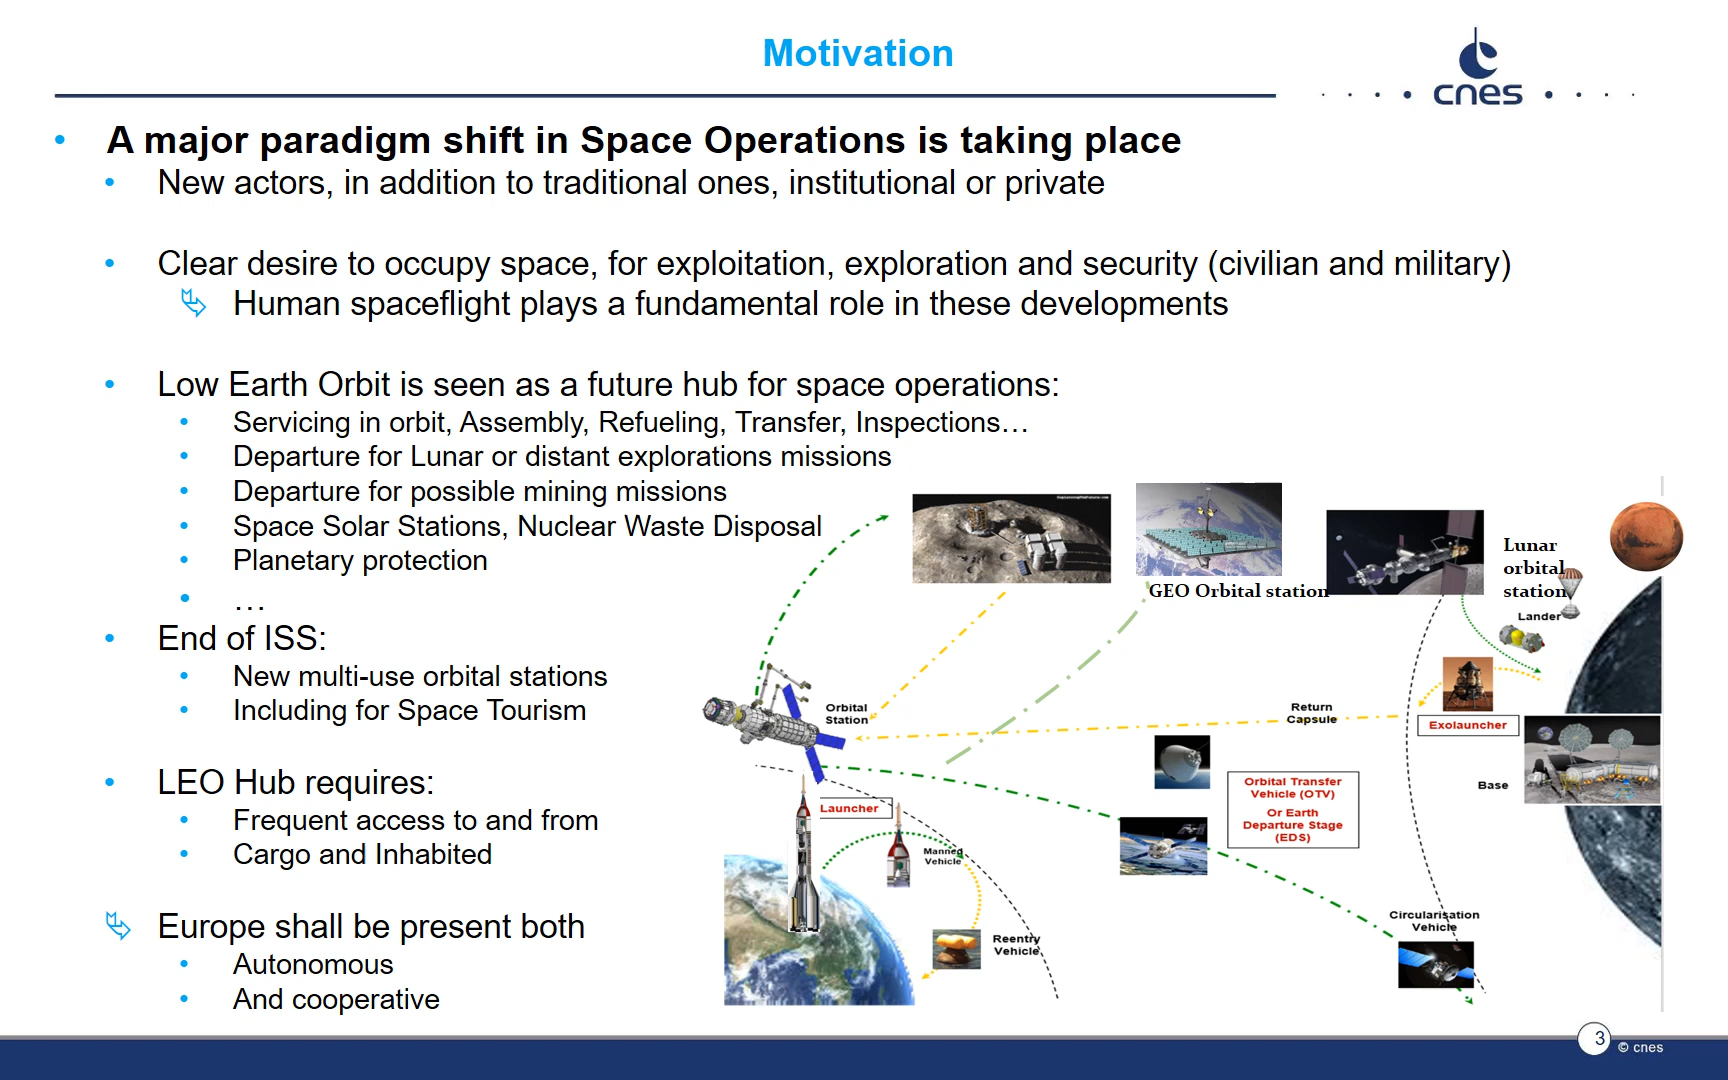 Motivation
cnes
• A major paradigm shift in Space Operations is taking place
• New actors, in addition to traditional ones, institutional or private
• Clear desire to occupy space, for exploitation, exploration and security (civilian and military)
Human spaceflight plays a fundamental role in these developments
• Low Earth Orbit is seen as a future hub for space operations:
• Servicing in orbit, Assembly, Refueling, Transfer, Inspections…
• Departure for Lunar or distant explorations missions
• Departure for possible mining missions
• Space Solar Stations, Nuclear Waste Disposal
• Planetary protection
• …
• End of ISS:
• New multi-use orbital stations
• Including for Space Tourism
• LEO Hub requires:
• Frequent access to and from
• Cargo and Inhabited
Europe shall be present both
• Autonomous
• And cooperative
GEO Orbital station
Lunar
orbital
station
Lander
Orbital
Station
Return
Capsule
Exolauncher
Base
Launcher
Orbital Transfer
Vehicle (OTV)
Or Earth
Departure Stage
(EDS)
Manned
Vehicle
Reentry
Vehicle
Circularisation
Vehicle
3
© cnes